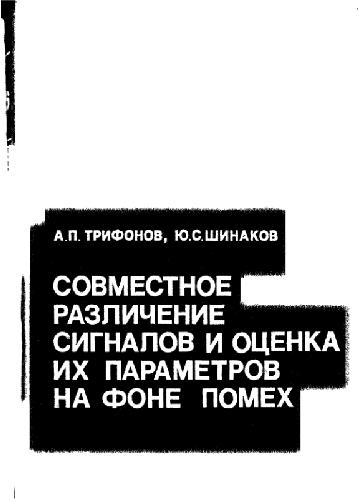 А.П. ТРИФОНОВ, Ю.С.ШИНАКОВ
СОВМЕСТНОЕ
РАЗЛИЧЕНИЕ
СИГНАЛОВ И ОЦЕНКА
ИХ ПАРАМЕТРОВ
НА ФОНЕ ПОМЕХ